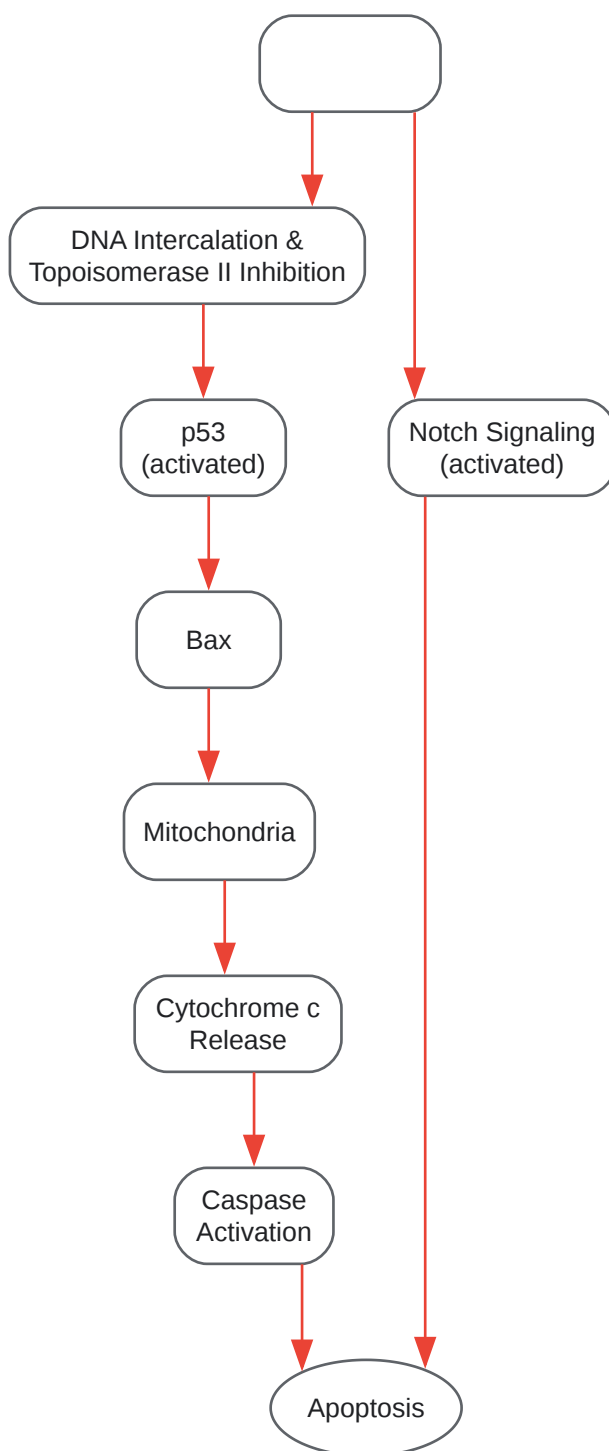 DNA Intercalation &
Topoisomerase II Inhibition
p53
(activated)
Notch Signaling
(activated)
Bax
Mitochondria
Cytochrome c
Release
Caspase
Activation
Apoptosis